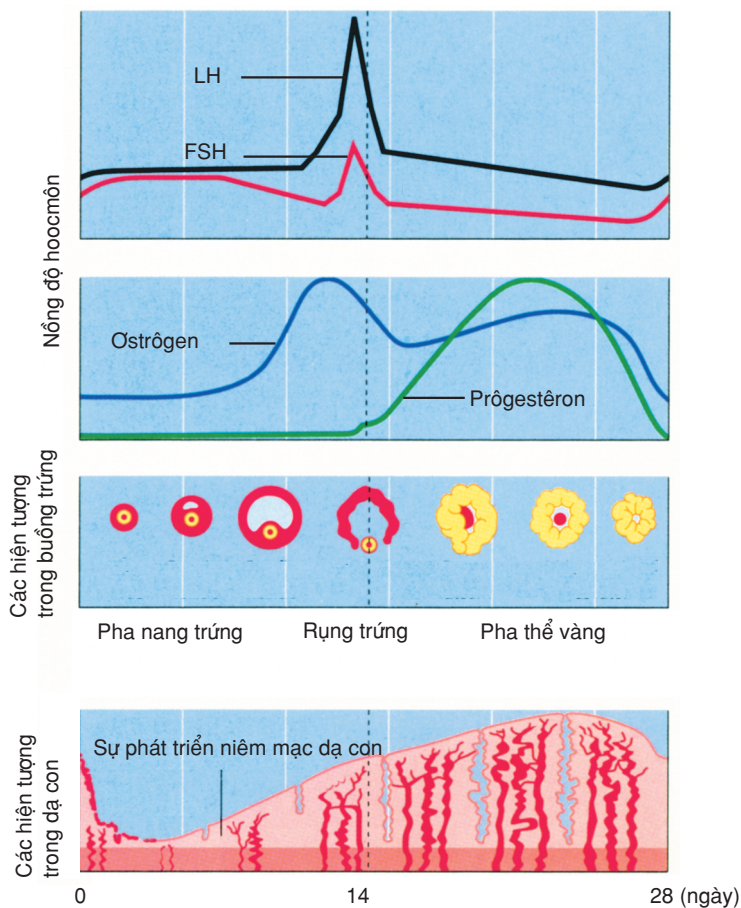 LH
FSH
Nồng độ hoocmôn
Ơstrôgen
Prôgestêron
Các hiện tượng
trong buồng trứng
Pha nang trứng
Rụng trứng
Pha thể vàng
Sự phát triển niêm mạc dạ con
Các hiện tượng
trong dạ con
0 14 28 (ngày)